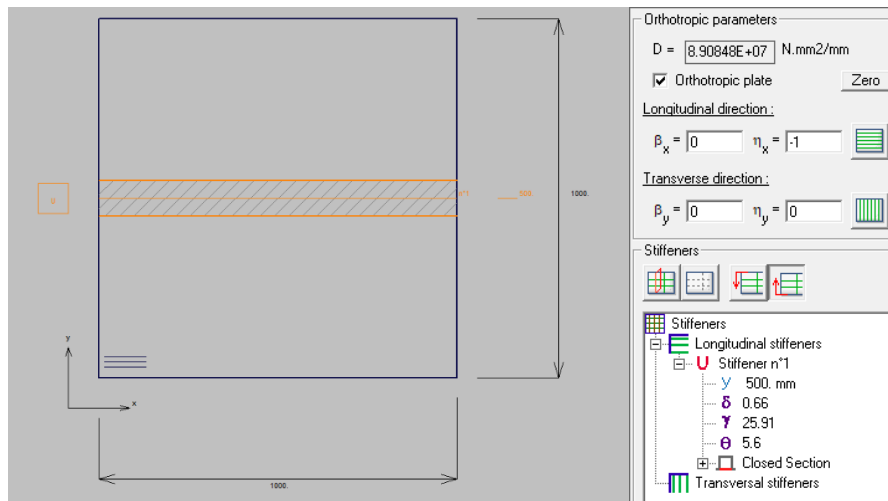 n°1
500.
1000.
y
x
1000.
Orthotropic parameters
D = 8.90848E+07 N.mm2/mm
Orthotropic plate Zero
Longitudinal direction :
βx = 0 ηx = -1
Transverse direction :
βy = 0 ηy = 0
Stiffeners
Stiffeners
Longitudinal stiffeners
Stiffener n°1
y 500. mm
δ 0.66
γ 25.91
θ 5.6
Closed Section
Transversal stiffeners